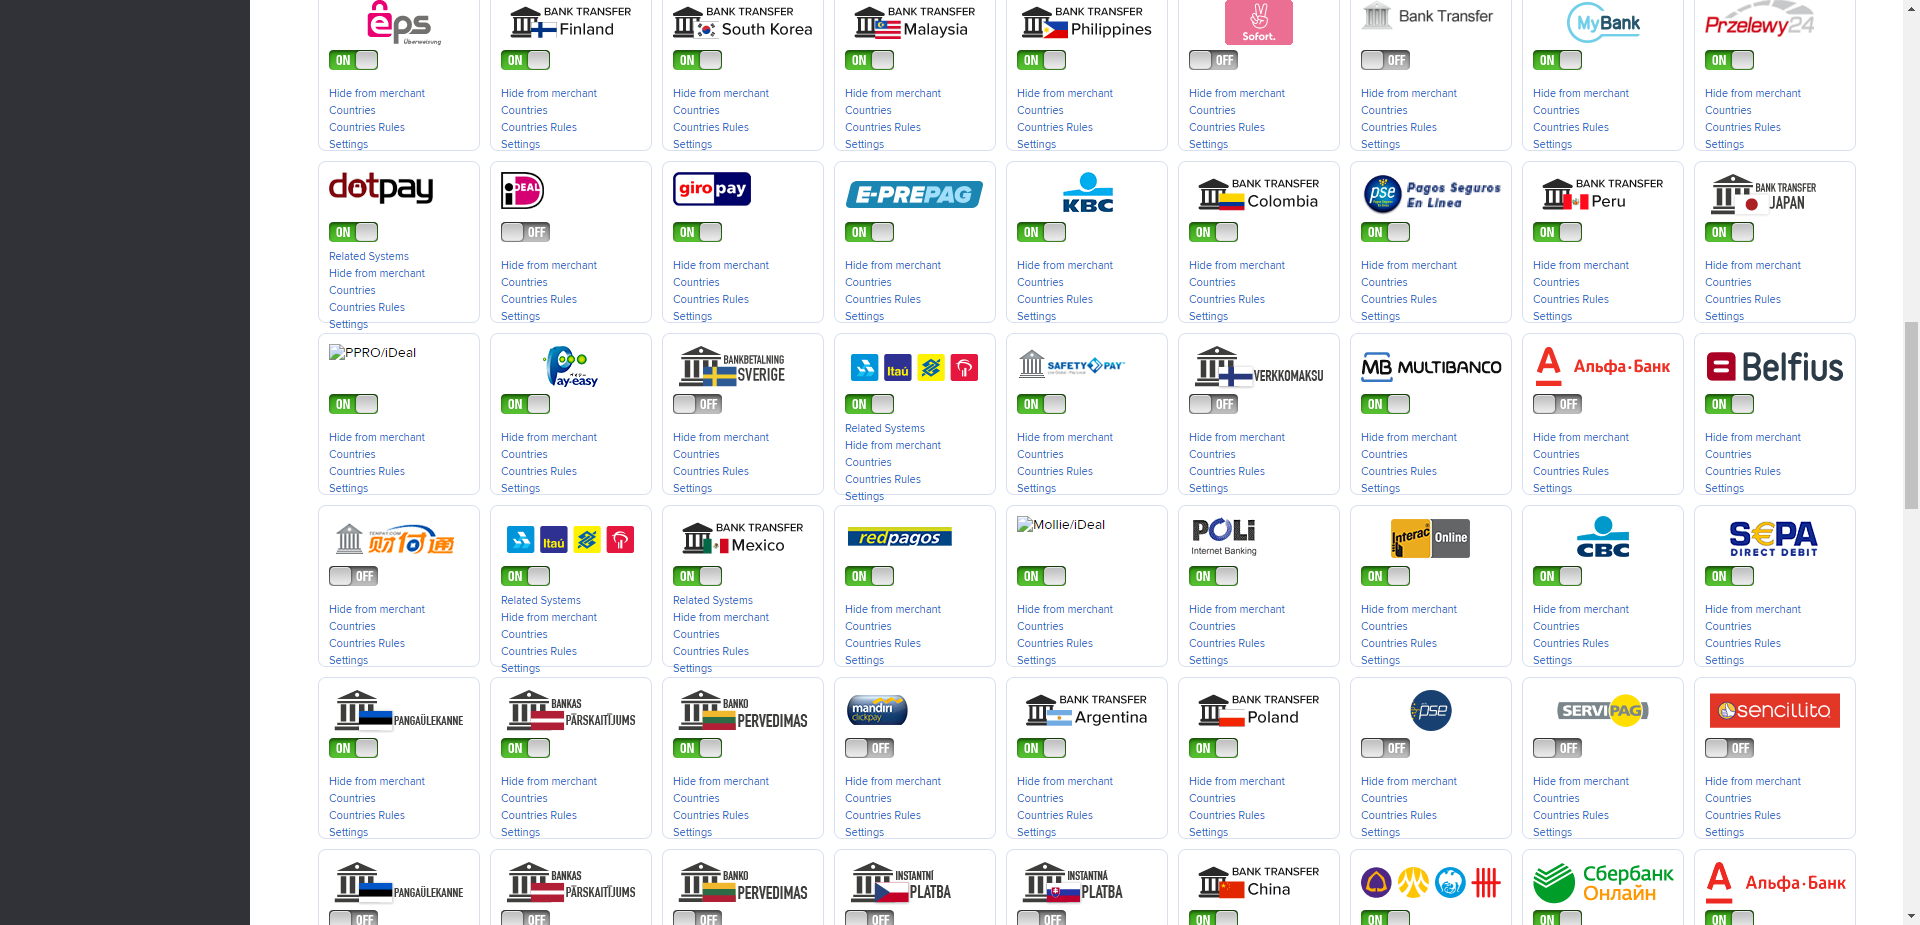 eps
Überweisung
ON
Hide from merchant
Countries
Countries Rules
Settings
BANK TRANSFER
Finland
ON
Hide from merchant
Countries
Countries Rules
Settings
BANK TRANSFER
South Korea
ON
Hide from merchant
Countries
Countries Rules
Settings
BANK TRANSFER
Malaysia
ON
Hide from merchant
Countries
Countries Rules
Settings
BANK TRANSFER
Philippines
ON
Hide from merchant
Countries
Countries Rules
Settings
Sofort.
OFF
Hide from merchant
Countries
Countries Rules
Settings
Bank Transfer
OFF
Hide from merchant
Countries
Countries Rules
Settings
MyBank
ON
Hide from merchant
Countries
Countries Rules
Settings
Przelewy24
ON
Hide from merchant
Countries
Countries Rules
Settings
dotpay
ON
Related Systems
Hide from merchant
Countries
Countries Rules
Settings
iDEAL
OFF
Hide from merchant
Countries
Countries Rules
Settings
giropay
ON
Hide from merchant
Countries
Countries Rules
Settings
E-PREPAG
ON
Hide from merchant
Countries
Countries Rules
Settings
KBC
ON
Hide from merchant
Countries
Countries Rules
Settings
BANK TRANSFER
Colombia
ON
Hide from merchant
Countries
Countries Rules
Settings
pse
Pagos Seguros
En Línea
ON
Hide from merchant
Countries
Countries Rules
Settings
BANK TRANSFER
Peru
ON
Hide from merchant
Countries
Countries Rules
Settings
BANK TRANSFER
JAPAN
ON
Hide from merchant
Countries
Countries Rules
Settings
PPRO/iDeal
ON
Hide from merchant
Countries
Countries Rules
Settings
Pay-easy
ペイジー
ON
Hide from merchant
Countries
Countries Rules
Settings
BANKBETALNING
SVERIGE
OFF
Hide from merchant
Countries
Countries Rules
Settings
Itaú
ON
Related Systems
Hide from merchant
Countries
Countries Rules
Settings
SAFETYPAY
ON
Hide from merchant
Countries
Countries Rules
Settings
VERKKOMAKSU
OFF
Hide from merchant
Countries
Countries Rules
Settings
MB MULTIBANCO
ON
Hide from merchant
Countries
Countries Rules
Settings
А Альфа·Банк
OFF
Hide from merchant
Countries
Countries Rules
Settings
Belfius
ON
Hide from merchant
Countries
Countries Rules
Settings
TENPAY.COM
财付通
OFF
Hide from merchant
Countries
Countries Rules
Settings
Itaú
ON
Related Systems
Hide from merchant
Countries
Countries Rules
Settings
BANK TRANSFER
Mexico
ON
Related Systems
Hide from merchant
Countries
Countries Rules
Settings
redpagos
ON
Hide from merchant
Countries
Countries Rules
Settings
Mollie/iDeal
ON
Hide from merchant
Countries
Countries Rules
Settings
POLi
Internet Banking
ON
Hide from merchant
Countries
Countries Rules
Settings
Interac Online
ON
Hide from merchant
Countries
Countries Rules
Settings
CBC
ON
Hide from merchant
Countries
Countries Rules
Settings
S€PA
DIRECT DEBIT
ON
Hide from merchant
Countries
Countries Rules
Settings
PANGAÜLEKANNE
ON
Hide from merchant
Countries
Countries Rules
Settings
BANKAS
PĀRSKAITĪJUMS
ON
Hide from merchant
Countries
Countries Rules
Settings
BANKO
PERVEDIMAS
ON
Hide from merchant
Countries
Countries Rules
Settings
mandiri
clickpay
OFF
Hide from merchant
Countries
Countries Rules
Settings
BANK TRANSFER
Argentina
ON
Hide from merchant
Countries
Countries Rules
Settings
BANK TRANSFER
Poland
ON
Hide from merchant
Countries
Countries Rules
Settings
pse
OFF
Hide from merchant
Countries
Countries Rules
Settings
SERVIPAG
OFF
Hide from merchant
Countries
Countries Rules
Settings
sencillito
OFF
Hide from merchant
Countries
Countries Rules
Settings
PANGAÜLEKANNE
OFF
BANKAS
PĀRSKAITĪJUMS
OFF
BANKO
PERVEDIMAS
OFF
INSTANTNÍ
PLATBA
OFF
INSTANTNÁ
PLATBA
OFF
BANK TRANSFER
China
ON
ON
Сбербанк
Онлайн
ON
А Альфа·Банк
ON